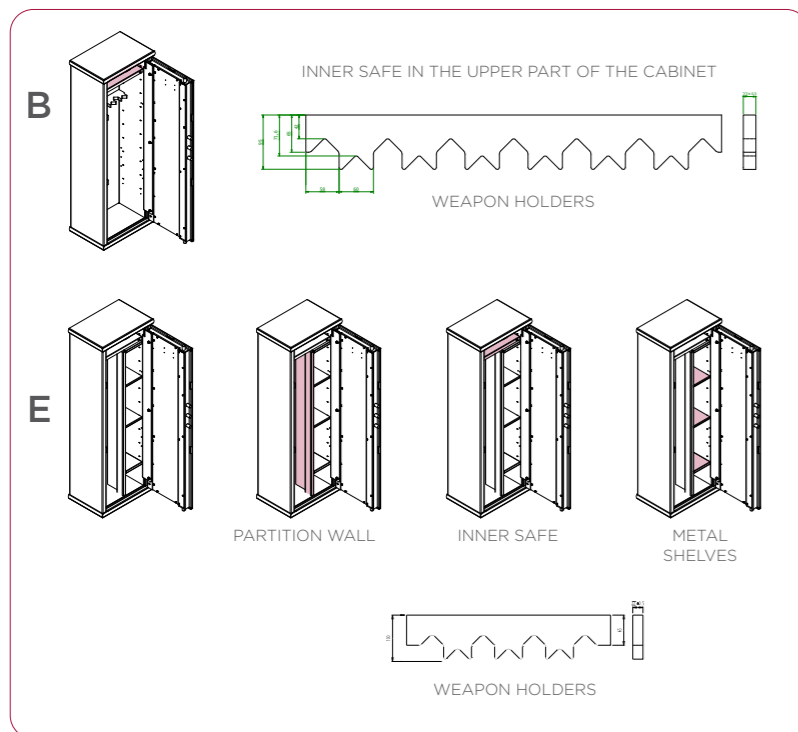 B
INNER SAFE IN THE UPPER PART OF THE CABINET
WEAPON HOLDERS
E
PARTITION WALL
INNER SAFE
METAL
SHELVES
WEAPON HOLDERS